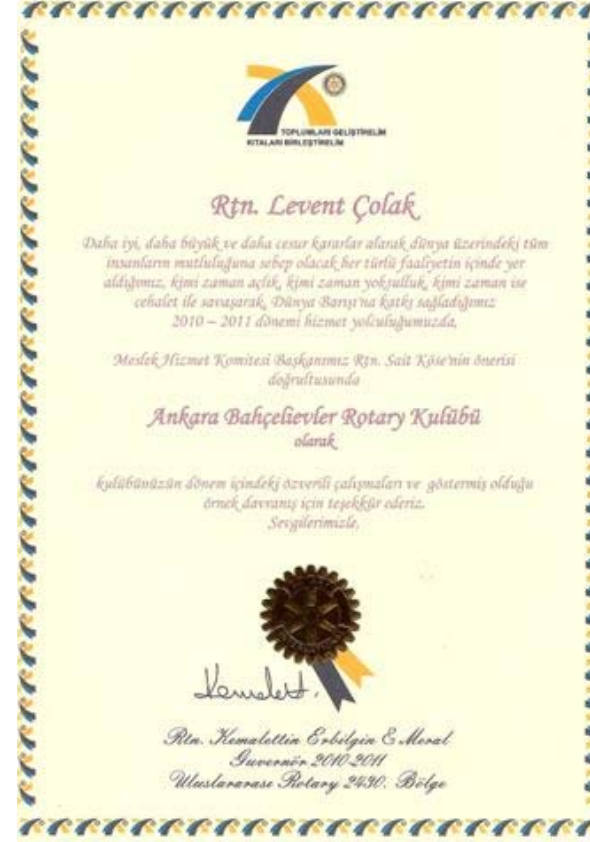 TOPLUMLARI GELİŞTİRELİM
KITALARI BİRLEŞTİRELİM
Rtn. Levent Çolak
Daha iyi, daha büyük ve daha cesur kararlar alarak dünya üzerindeki tüm
insanların mutluluğuna sebep olacak her türlü faaliyetin içinde yer
aldığımız, kimi zaman açlık, kimi zaman yoksulluk, kimi zaman ise
cehalet ile savaşarak, Dünya Barışı'na katkı sağladığımız
2010 – 2011 dönemi hizmet yolculuğumuzda,
Meslek Hizmet Komitesi Başkanımız Rtn. Sait Köse'nin önerisi
doğrultusunda
Ankara Bahçelievler Rotary Kulübü
olarak
kulübünüzün dönem içindeki özverili çalışmaları ve göstermiş olduğu
örnek davranış için teşekkür ederiz.
Sevgilerimizle,
Rtn. Kemalettin Erbilgin & Meral
Guvernör 2010-2011
Uluslararası Rotary 2430. Bölge